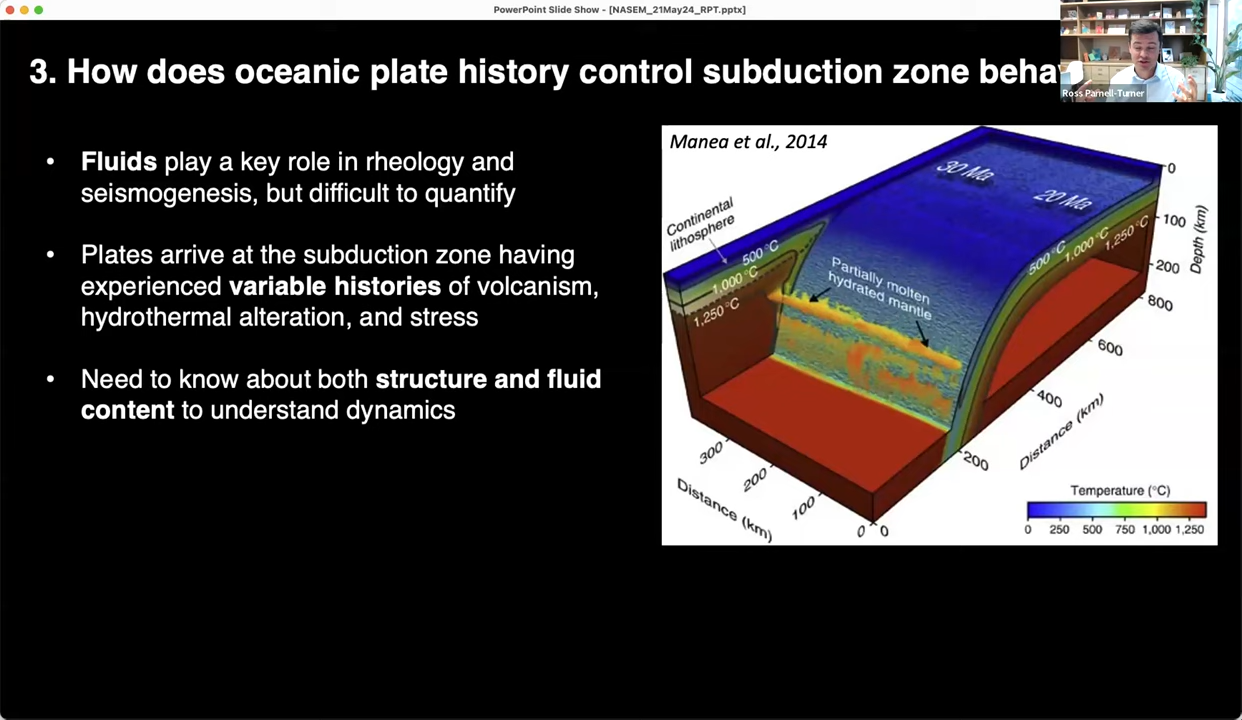 PowerPoint Slide Show - [NASEM_21May24_RPT.pptx]
3. How does oceanic plate history control subduction zone beha
Ross Parnell-Turner
• Fluids play a key role in rheology and
seismogenesis, but difficult to quantify
• Plates arrive at the subduction zone having
experienced variable histories of volcanism,
hydrothermal alteration, and stress
• Need to know about both structure and fluid
content to understand dynamics
Manea et al., 2014
30 Ma
20 Ma
Continental
lithosphere
500 °C
1,000 °C
1,250 °C
Partially molten
hydrated mantle
500 °C
1,000 °C
1,250 °C
0
100
200
Depth (km)
800
600
400
200
0
Distance (km)
300
200
100
0
Distance (km)
Temperature (°C)
0 250 500 750 1,000 1,250